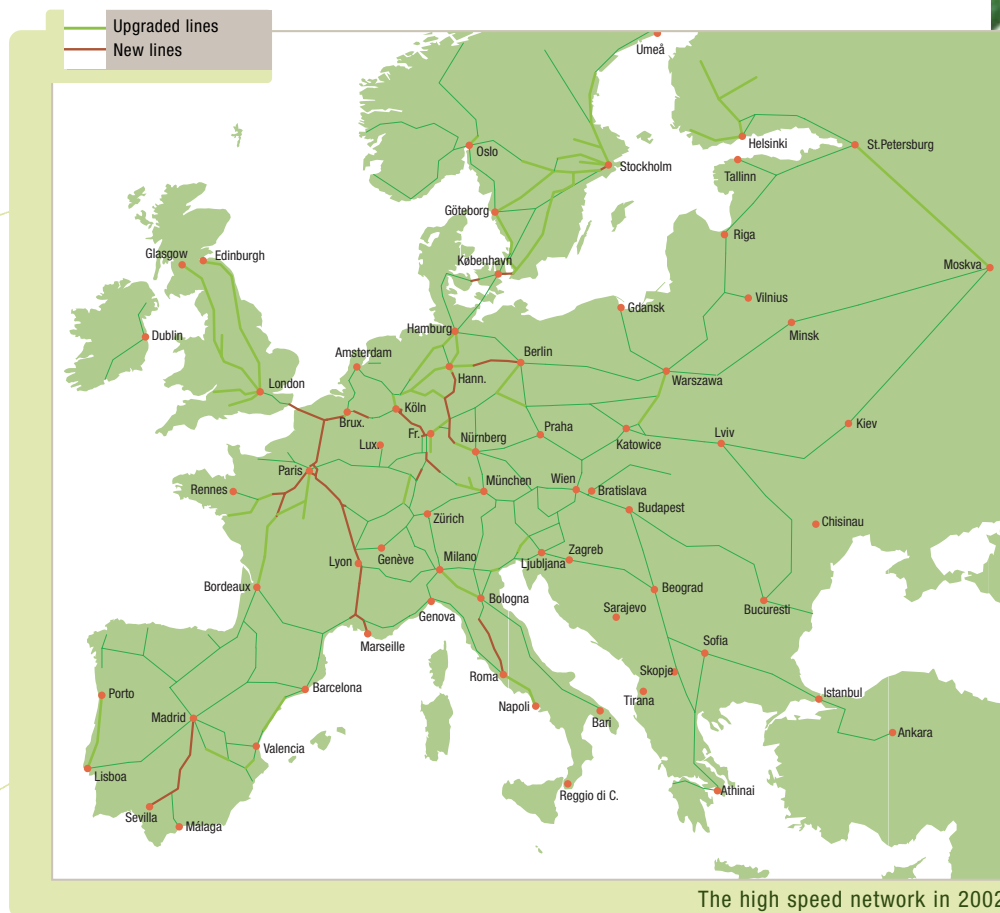 Upgraded lines
New lines
Umeå
Helsinki
St.Petersburg
Oslo
Stockholm
Tallinn
Göteborg
Riga
Glasgow
Edinburgh
København
Moskva
Vilnius
Gdansk
Hamburg
Minsk
Dublin
Amsterdam
Berlin
London
Hann.
Warszawa
Köln
Brux.
Fr.
Praha
Kiev
Lux.
Nürnberg
Katowice
Lviv
Paris
Rennes
München
Wien
Bratislava
Budapest
Zürich
Chisinau
Lyon
Genève
Milano
Ljubljana
Zagreb
Bordeaux
Bologna
Beograd
Genova
Sarajevo
Bucuresti
Marseille
Sofia
Roma
Skopje
Porto
Barcelona
Tirana
Istanbul
Napoli
Madrid
Bari
Ankara
Valencia
Lisboa
Reggio di C.
Athinai
Sevilla
Málaga
The high speed network in 2002